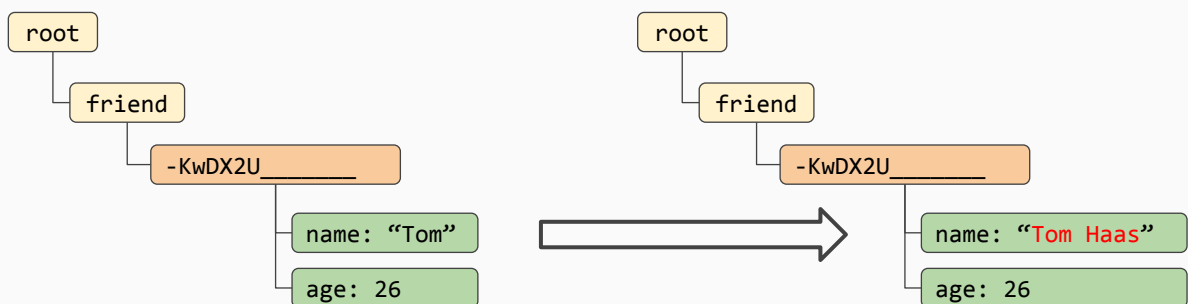 root
friend
-KwDX2U_______
name: “Tom”
age: 26
root
friend
-KwDX2U_______
name: “Tom Haas”
age: 26